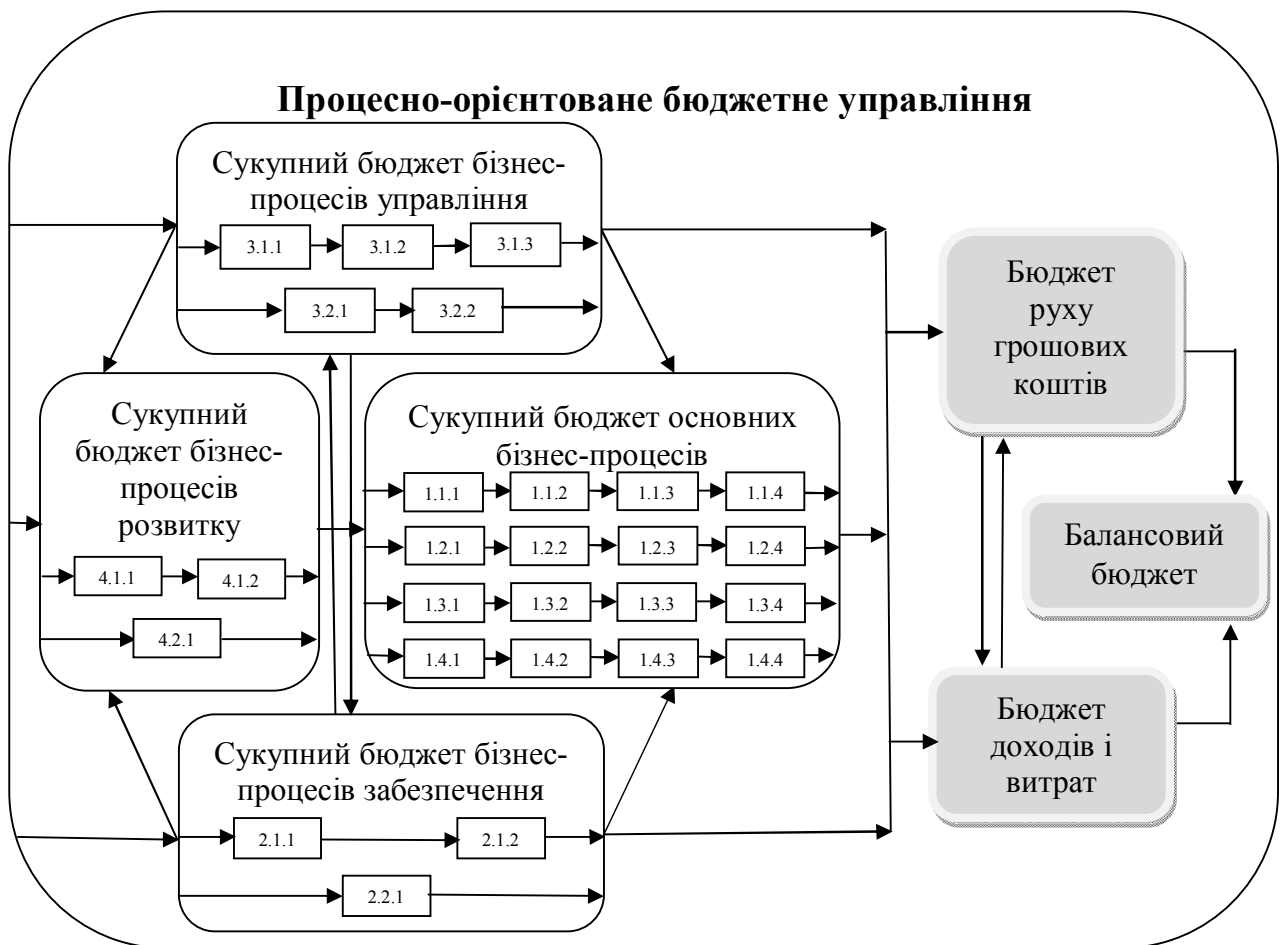 Процесно-орієнтоване бюджетне управління
Сукупний бюджет бізнес-
процесів управління
3.1.1 3.1.2 3.1.3
3.2.1 3.2.2
Сукупний
бюджет бізнес-
процесів
розвитку
4.1.1 4.1.2
4.2.1
Сукупний бюджет основних
бізнес-процесів
1.1.1 1.1.2 1.1.3 1.1.4
1.2.1 1.2.2 1.2.3 1.2.4
1.3.1 1.3.2 1.3.3 1.3.4
1.4.1 1.4.2 1.4.3 1.4.4
Сукупний бюджет бізнес-
процесів забезпечення
2.1.1 2.1.2
2.2.1
Бюджет
руху
грошових
коштів
Балансовий
бюджет
Бюджет
доходів і
витрат